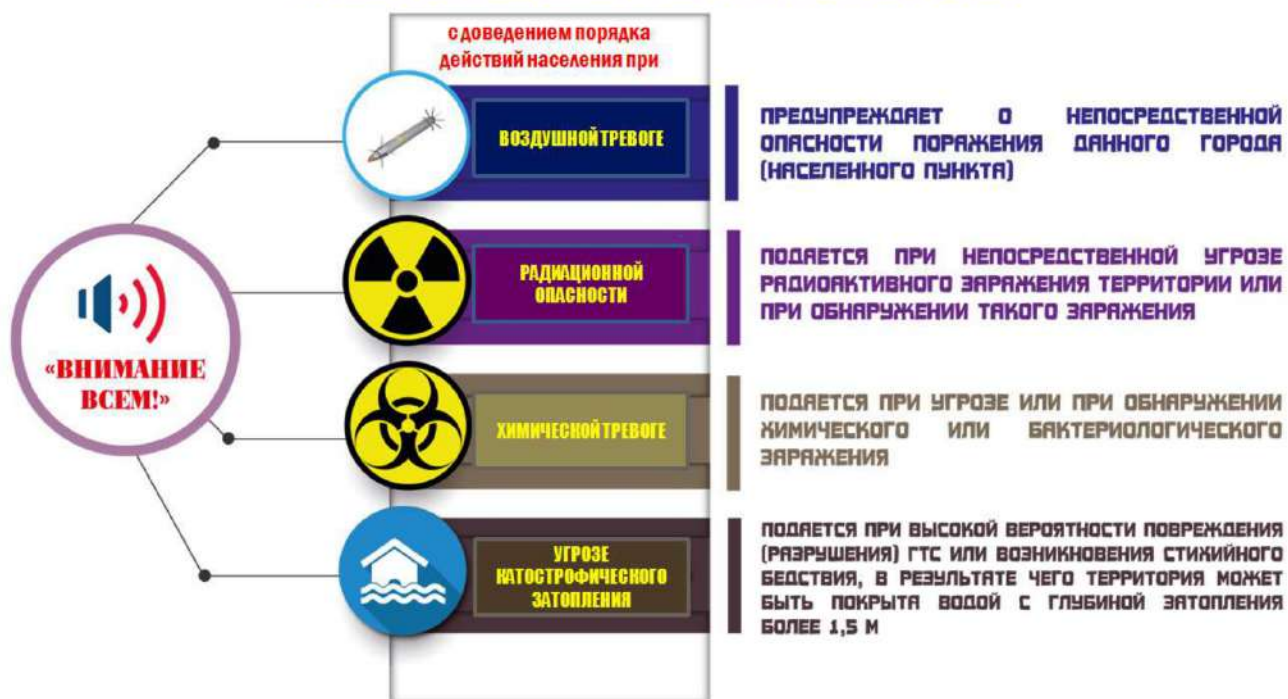 с доведением порядка
действий населения при
ВОЗДУШНОЙ ТРЕВОГЕ
ПРЕДУПРЕЖДАЕТ О НЕПОСРЕДСТВЕННОЙ
ОПАСНОСТИ ПОРАЖЕНИЯ ДАННОГО ГОРОДА
(НАСЕЛЕННОГО ПУНКТА)
РАДИАЦИОННОЙ
ОПАСНОСТИ
ПОДАЕТСЯ ПРИ НЕПОСРЕДСТВЕННОЙ УГРОЗЕ
РАДИОАКТИВНОГО ЗАРАЖЕНИЯ ТЕРРИТОРИИ ИЛИ
ПРИ ОБНАРУЖЕНИИ ТАКОГО ЗАРАЖЕНИЯ
«ВНИМАНИЕ
ВСЕМ!»
ХИМИЧЕСКОЙ ТРЕВОГЕ
ПОДАЕТСЯ ПРИ УГРОЗЕ ИЛИ ПРИ ОБНАРУЖЕНИИ
ХИМИЧЕСКОГО ИЛИ БАКТЕРИОЛОГИЧЕСКОГО
ЗАРАЖЕНИЯ
УГРОЗЕ
КАТОСТРОФИЧЕСКОГО
ЗАТОПЛЕНИЯ
ПОДАЕТСЯ ПРИ ВЫСОКОЙ ВЕРОЯТНОСТИ ПОВРЕЖДЕНИЯ
(РАЗРУШЕНИЯ) ГТС ИЛИ ВОЗНИКНОВЕНИЯ СТИХИЙНОГО
БЕДСТВИЯ, В РЕЗУЛЬТАТЕ ЧЕГО ТЕРРИТОРИЯ МОЖЕТ
БЫТЬ ПОКРЫТА ВОДОЙ С ГЛУБИНОЙ ЗАТОПЛЕНИЯ
БОЛЕЕ 1,5 М